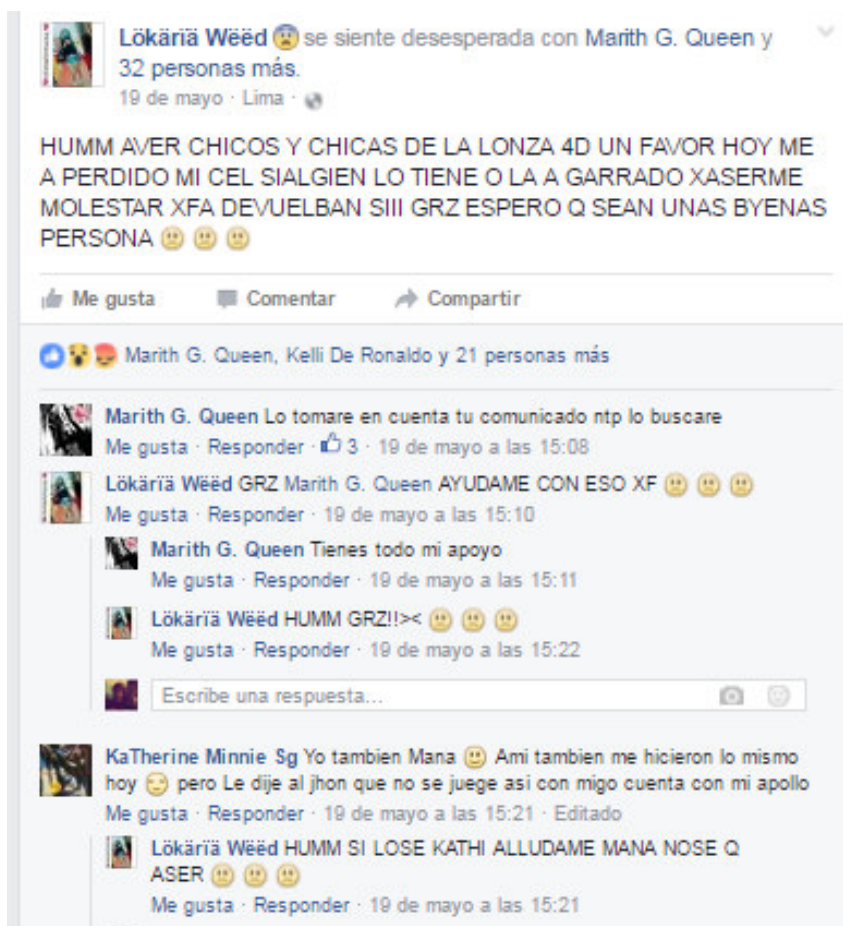 Lökärïä Wëëd se siente desesperada con Marith G. Queen y
32 personas más.
19 de mayo · Lima ·
HUMM AVER CHICOS Y CHICAS DE LA LONZA 4D UN FAVOR HOY ME
A PERDIDO MI CEL SIALGIEN LO TIENE O LA A GARRADO XASERME
MOLESTAR XFA DEVUELBAN SIII GRZ ESPERO Q SEAN UNAS BYENAS
PERSONA
Me gusta Comentar Compartir
Marith G. Queen, Kelli De Ronaldo y 21 personas más
Marith G. Queen Lo tomare en cuenta tu comunicado ntp lo buscare
Me gusta · Responder · 3 · 19 de mayo a las 15:08
Lökärïä Wëëd GRZ Marith G. Queen AYUDAME CON ESO XF
Me gusta · Responder · 19 de mayo a las 15:10
Marith G. Queen Tienes todo mi apoyo
Me gusta · Responder · 19 de mayo a las 15:11
Lökärïä Wëëd HUMM GRZ!!><
Me gusta · Responder · 19 de mayo a las 15:22
Escribe una respuesta...
KaTherine Minnie Sg Yo tambien Mana Ami tambien me hicieron lo mismo
hoy pero Le dije al jhon que no se juege asi con migo cuenta con mi apollo
Me gusta · Responder · 19 de mayo a las 15:21 · Editado
Lökärïä Wëëd HUMM SI LOSE KATHI ALLUDAME MANA NOSE Q
ASER
Me gusta · Responder · 19 de mayo a las 15:21